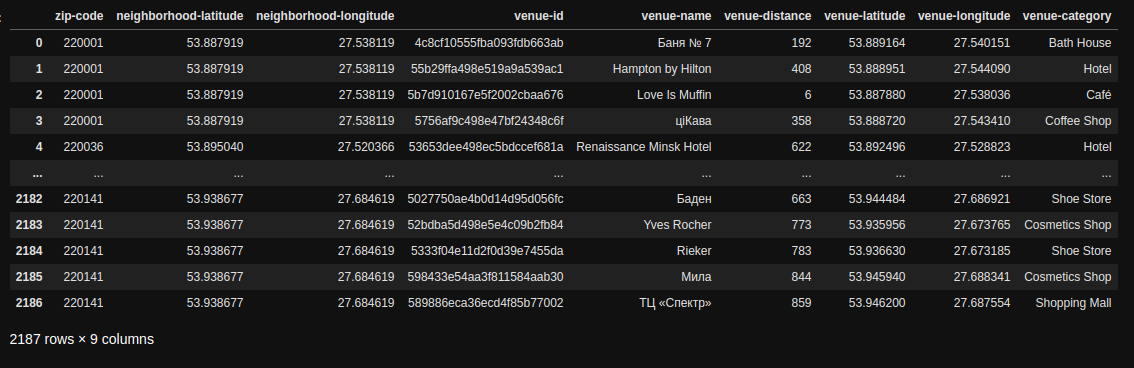 zip-code neighborhood-latitude neighborhood-longitude venue-id venue-name venue-distance venue-latitude venue-longitude venue-category
0 220001 53.887919 27.538119 4c8cf10555fba093fdb663ab Баня № 7 192 53.889164 27.540151 Bath House
1 220001 53.887919 27.538119 55b29ffa498e519a9a539ac1 Hampton by Hilton 408 53.888951 27.544090 Hotel
2 220001 53.887919 27.538119 5b7d910167e5f2002cbaa676 Love Is Muffin 6 53.887880 27.538036 Café
3 220001 53.887919 27.538119 5756af9c498e47bf24348c6f ціКава 358 53.888720 27.543410 Coffee Shop
4 220036 53.895040 27.520366 53653dee498ec5bdccef681a Renaissance Minsk Hotel 622 53.892496 27.528823 Hotel
... ... ... ... ... ... ... ... ... ...
2182 220141 53.938677 27.684619 5027750ae4b0d14d95d056fc Баден 663 53.944484 27.686921 Shoe Store
2183 220141 53.938677 27.684619 52bdba5d498e5e4c09b2fb84 Yves Rocher 773 53.935956 27.673765 Cosmetics Shop
2184 220141 53.938677 27.684619 5333f04e11d2f0d39e7455da Rieker 783 53.936630 27.673185 Shoe Store
2185 220141 53.938677 27.684619 598433e54aa3f811584aab30 Мила 844 53.945940 27.688341 Cosmetics Shop
2186 220141 53.938677 27.684619 589886eca36ecd4f85b77002 ТЦ «Спектр» 859 53.946200 27.687554 Shopping Mall
2187 rows × 9 columns